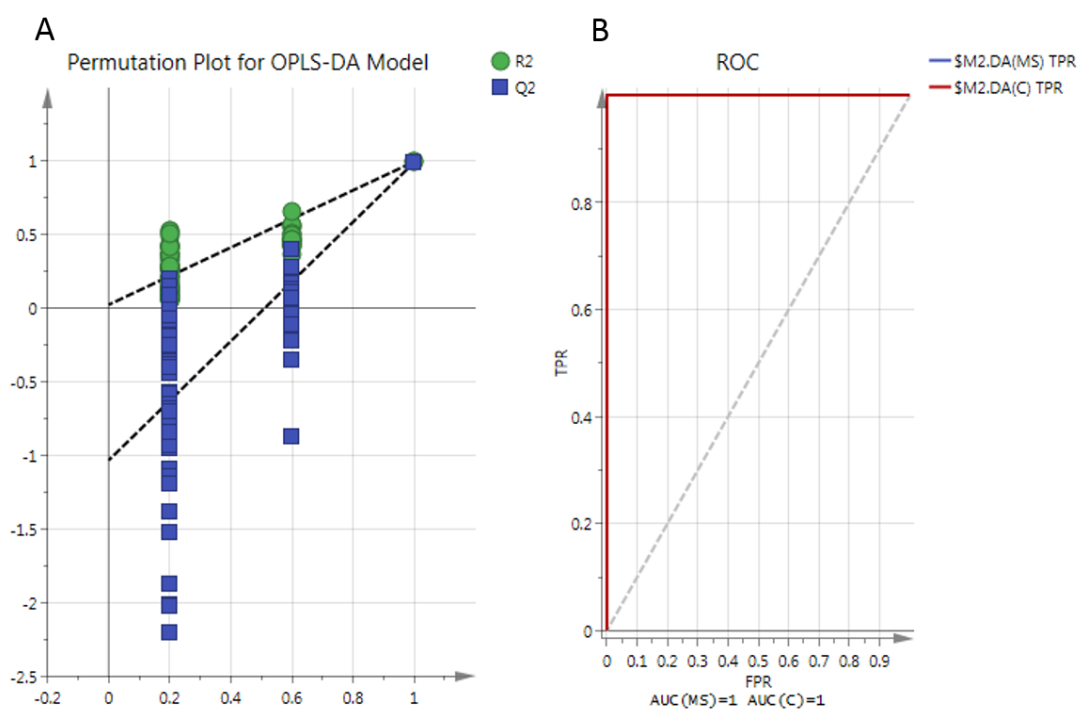 A
Permutation Plot for OPLS-DA Model
R2
Q2
1
0.5
0
-0.5
-1
-1.5
-2
-2.5
-0.2 0 0.2 0.4 0.6 0.8 1
B
ROC
$M2.DA(MS) TPR
$M2.DA(C) TPR
TPR
0.8
0.6
0.4
0.2
0
0 0.1 0.2 0.3 0.4 0.5 0.6 0.7 0.8 0.9
FPR
AUC(MS)=1 AUC(C)=1